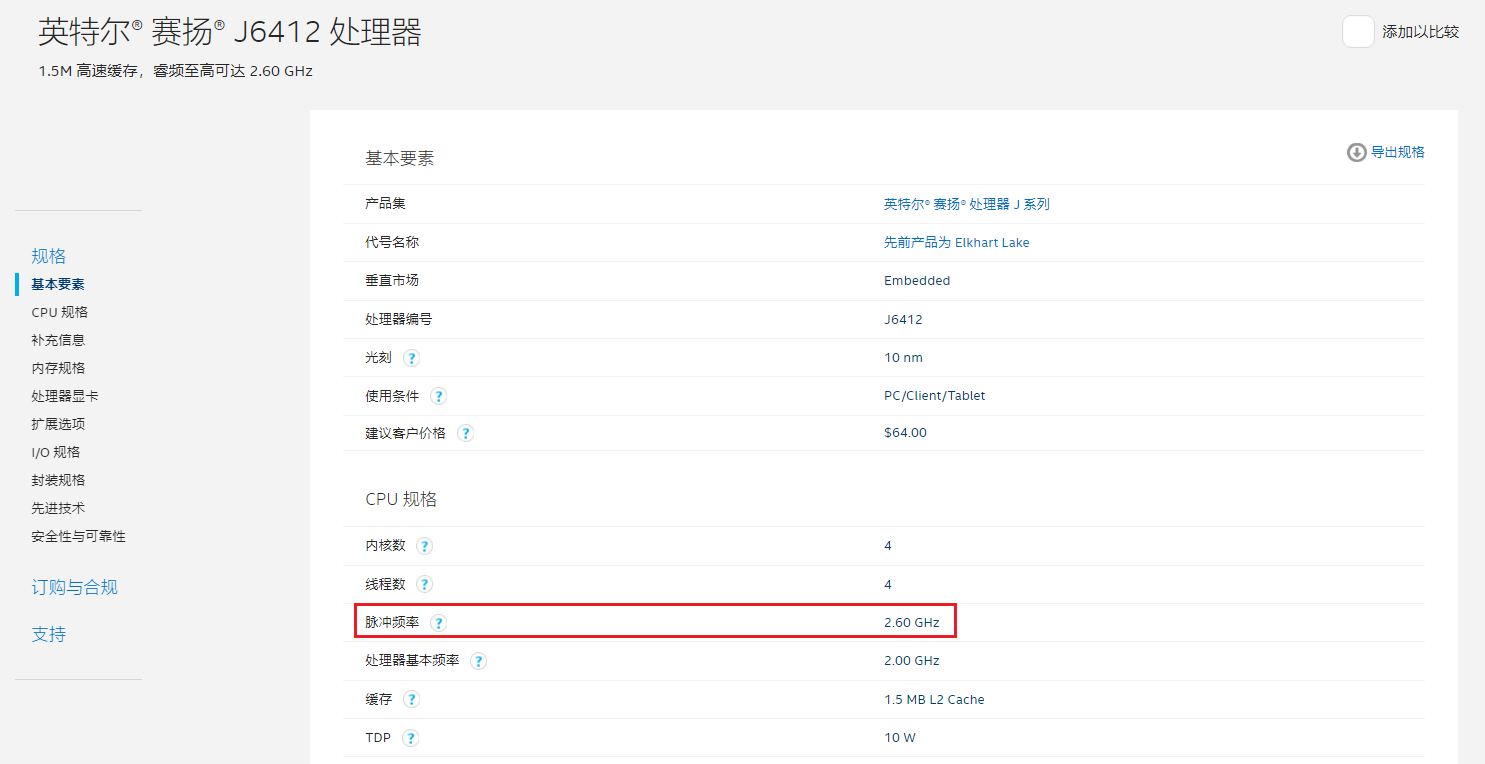 英特尔® 赛扬® J6412 处理器
添加以比较
1.5M 高速缓存，睿频至高可达 2.60 GHz
规格
基本要素
CPU 规格
补充信息
内存规格
处理器显卡
扩展选项
I/O 规格
封装规格
先进技术
安全性与可靠性
订购与合规
支持
基本要素
导出规格
产品集 英特尔® 赛扬® 处理器 J 系列
代号名称 先前产品为 Elkhart Lake
垂直市场 Embedded
处理器编号 J6412
光刻 ? 10 nm
使用条件 ? PC/Client/Tablet
建议客户价格 ? $64.00
CPU 规格
内核数 ? 4
线程数 ? 4
脉冲频率 ? 2.60 GHz
处理器基本频率 ? 2.00 GHz
缓存 ? 1.5 MB L2 Cache
TDP ? 10 W